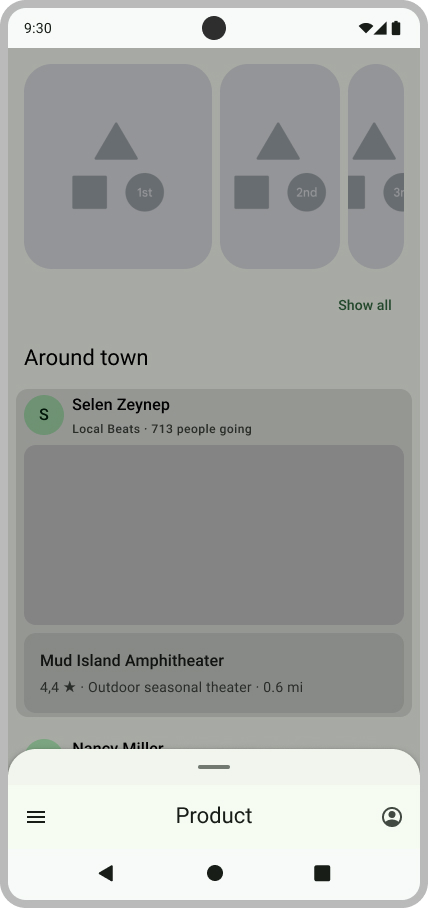 9:30
1st
2nd
Show all
Around town
S
Selen Zeynep
Local Beats · 713 people going
Mud Island Amphitheater
4,4 ★ · Outdoor seasonal theater · 0.6 mi
Nancy Miller
Product